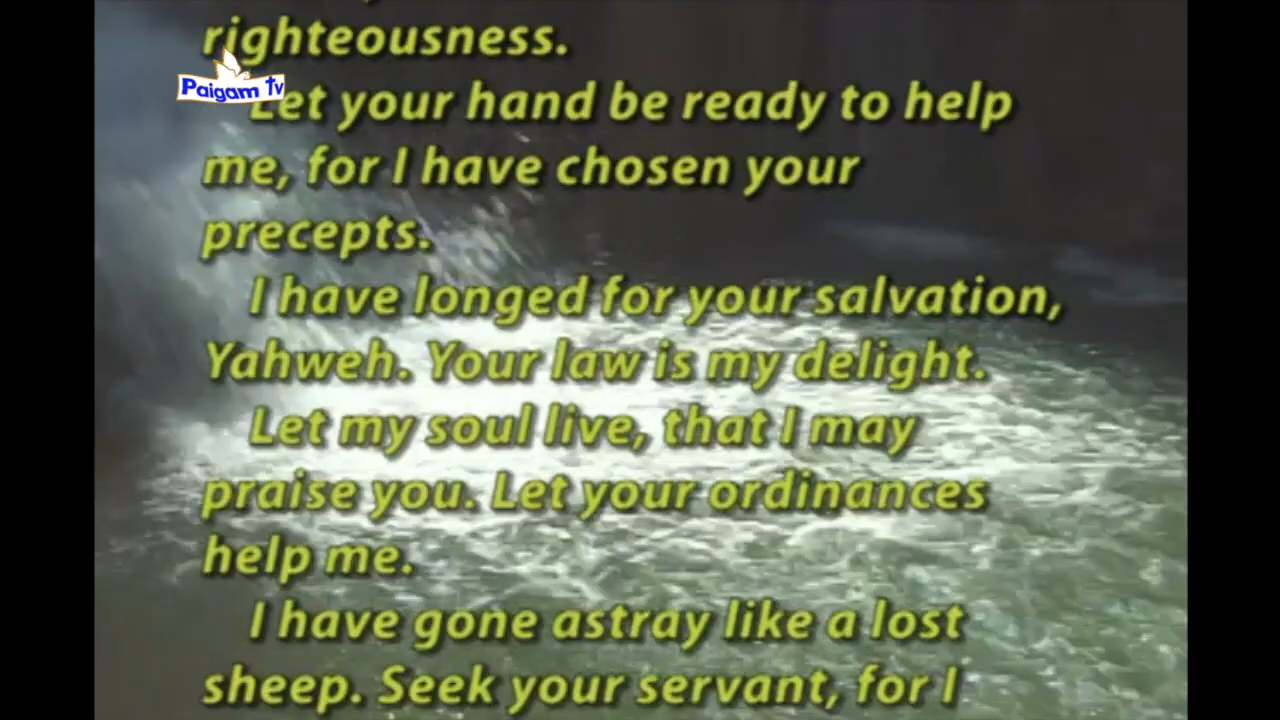 righteousness.
Paigam Tv
Let your hand be ready to help
me, for I have chosen your
precepts.
I have longed for your salvation,
Yahweh. Your law is my delight.
Let my soul live, that I may
praise you. Let your ordinances
help me.
I have gone astray like a lost
sheep. Seek your servant, for I